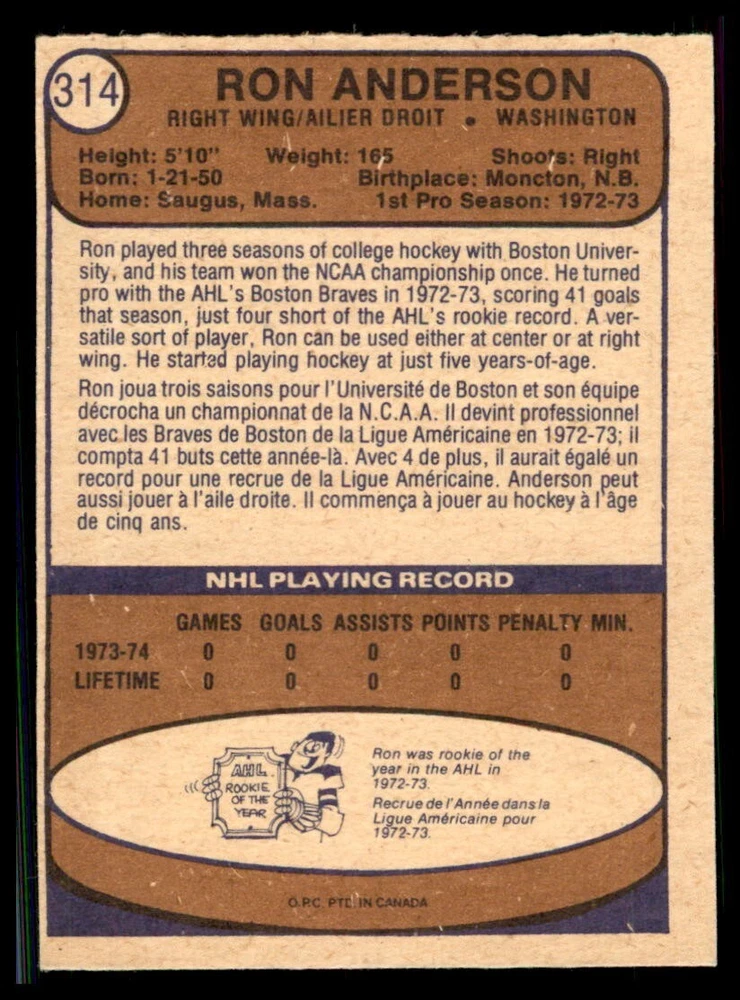 314
RON ANDERSON
RIGHT WING/AILIER DROIT • WASHINGTON
Height: 5'10" Weight: 165 Shoots: Right
Born: 1-21-50 Birthplace: Moncton, N.B.
Home: Saugus, Mass. 1st Pro Season: 1972-73
Ron played three seasons of college hockey with Boston Univer-
sity, and his team won the NCAA championship once. He turned
pro with the AHL's Boston Braves in 1972-73, scoring 41 goals
that season, just four short of the AHL's rookie record. A ver-
satile sort of player, Ron can be used either at center or at right
wing. He started playing hockey at just five years-of-age.
Ron joua trois saisons pour l'Université de Boston et son équipe
décrocha un championnat de la N.C.A.A. Il devint professionnel
avec les Braves de Boston de la Ligue Américaine en 1972-73; il
compta 41 buts cette année-là. Avec 4 de plus, il aurait égalé un
record pour une recrue de la Ligue Américaine. Anderson peut
aussi jouer à l'aile droite. Il commença à jouer au hockey à l'âge
de cinq ans.
NHL PLAYING RECORD
GAMES GOALS ASSISTS POINTS PENALTY MIN.
1973-74 0 0 0 0 0
LIFETIME 0 0 0 0 0
AHL
ROOKIE
OF THE
YEAR
Ron was rookie of the
year in the AHL in
1972-73.
Recrue de l'Année dans la
Ligue Américaine pour
1972-73.
O.P.C. PTD. IN CANADA